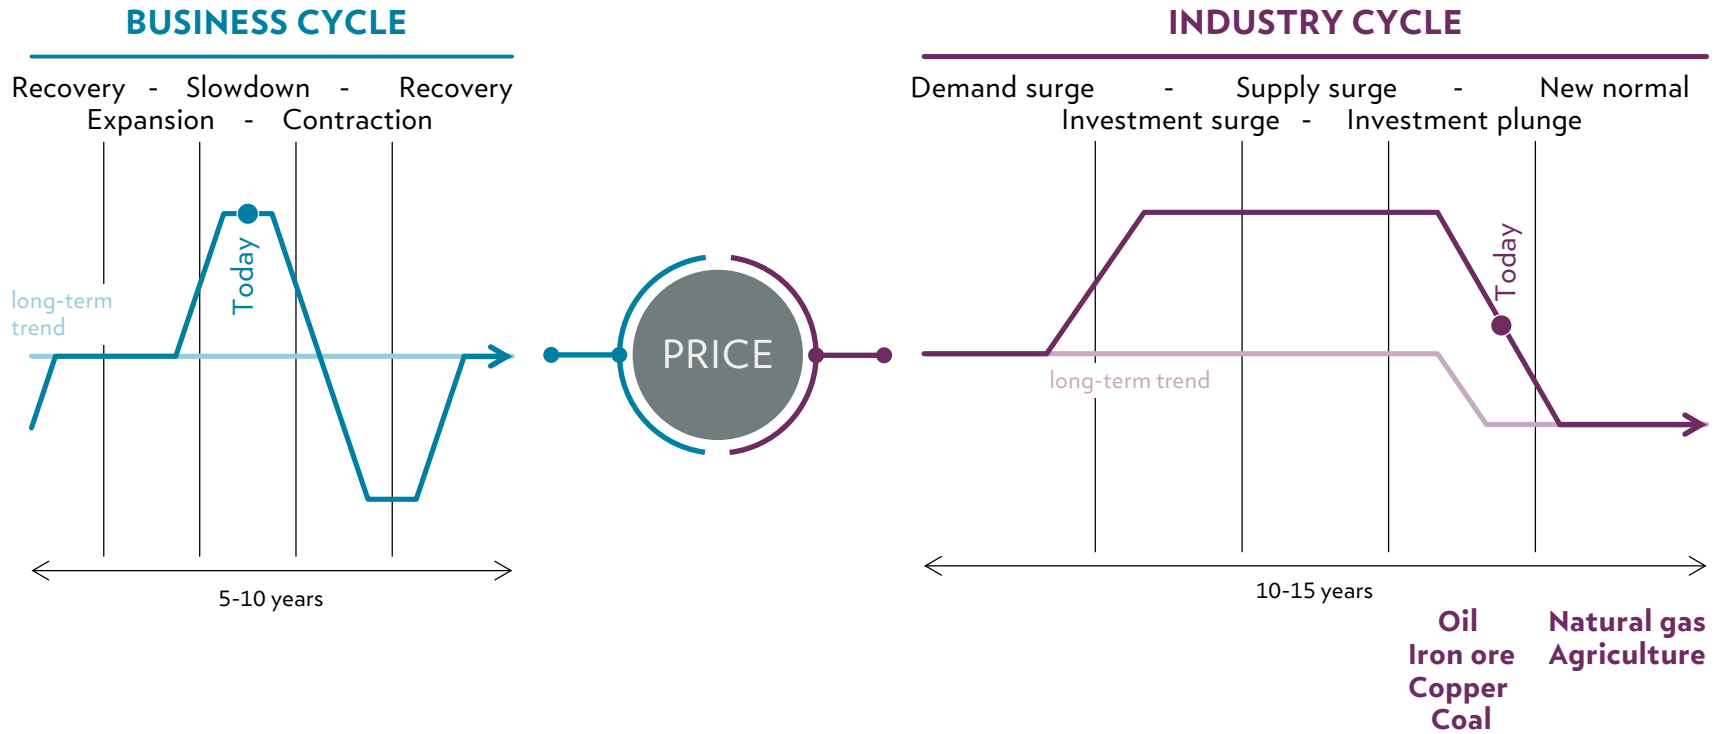 BUSINESS CYCLE
Recovery - Slowdown - Recovery
Expansion - Contraction
Today
long-term
trend
5-10 years
PRICE
INDUSTRY CYCLE
Demand surge - Supply surge - New normal
Investment surge - Investment plunge
Today
long-term trend
10-15 years
Oil
Iron ore
Copper
Coal
Natural gas
Agriculture